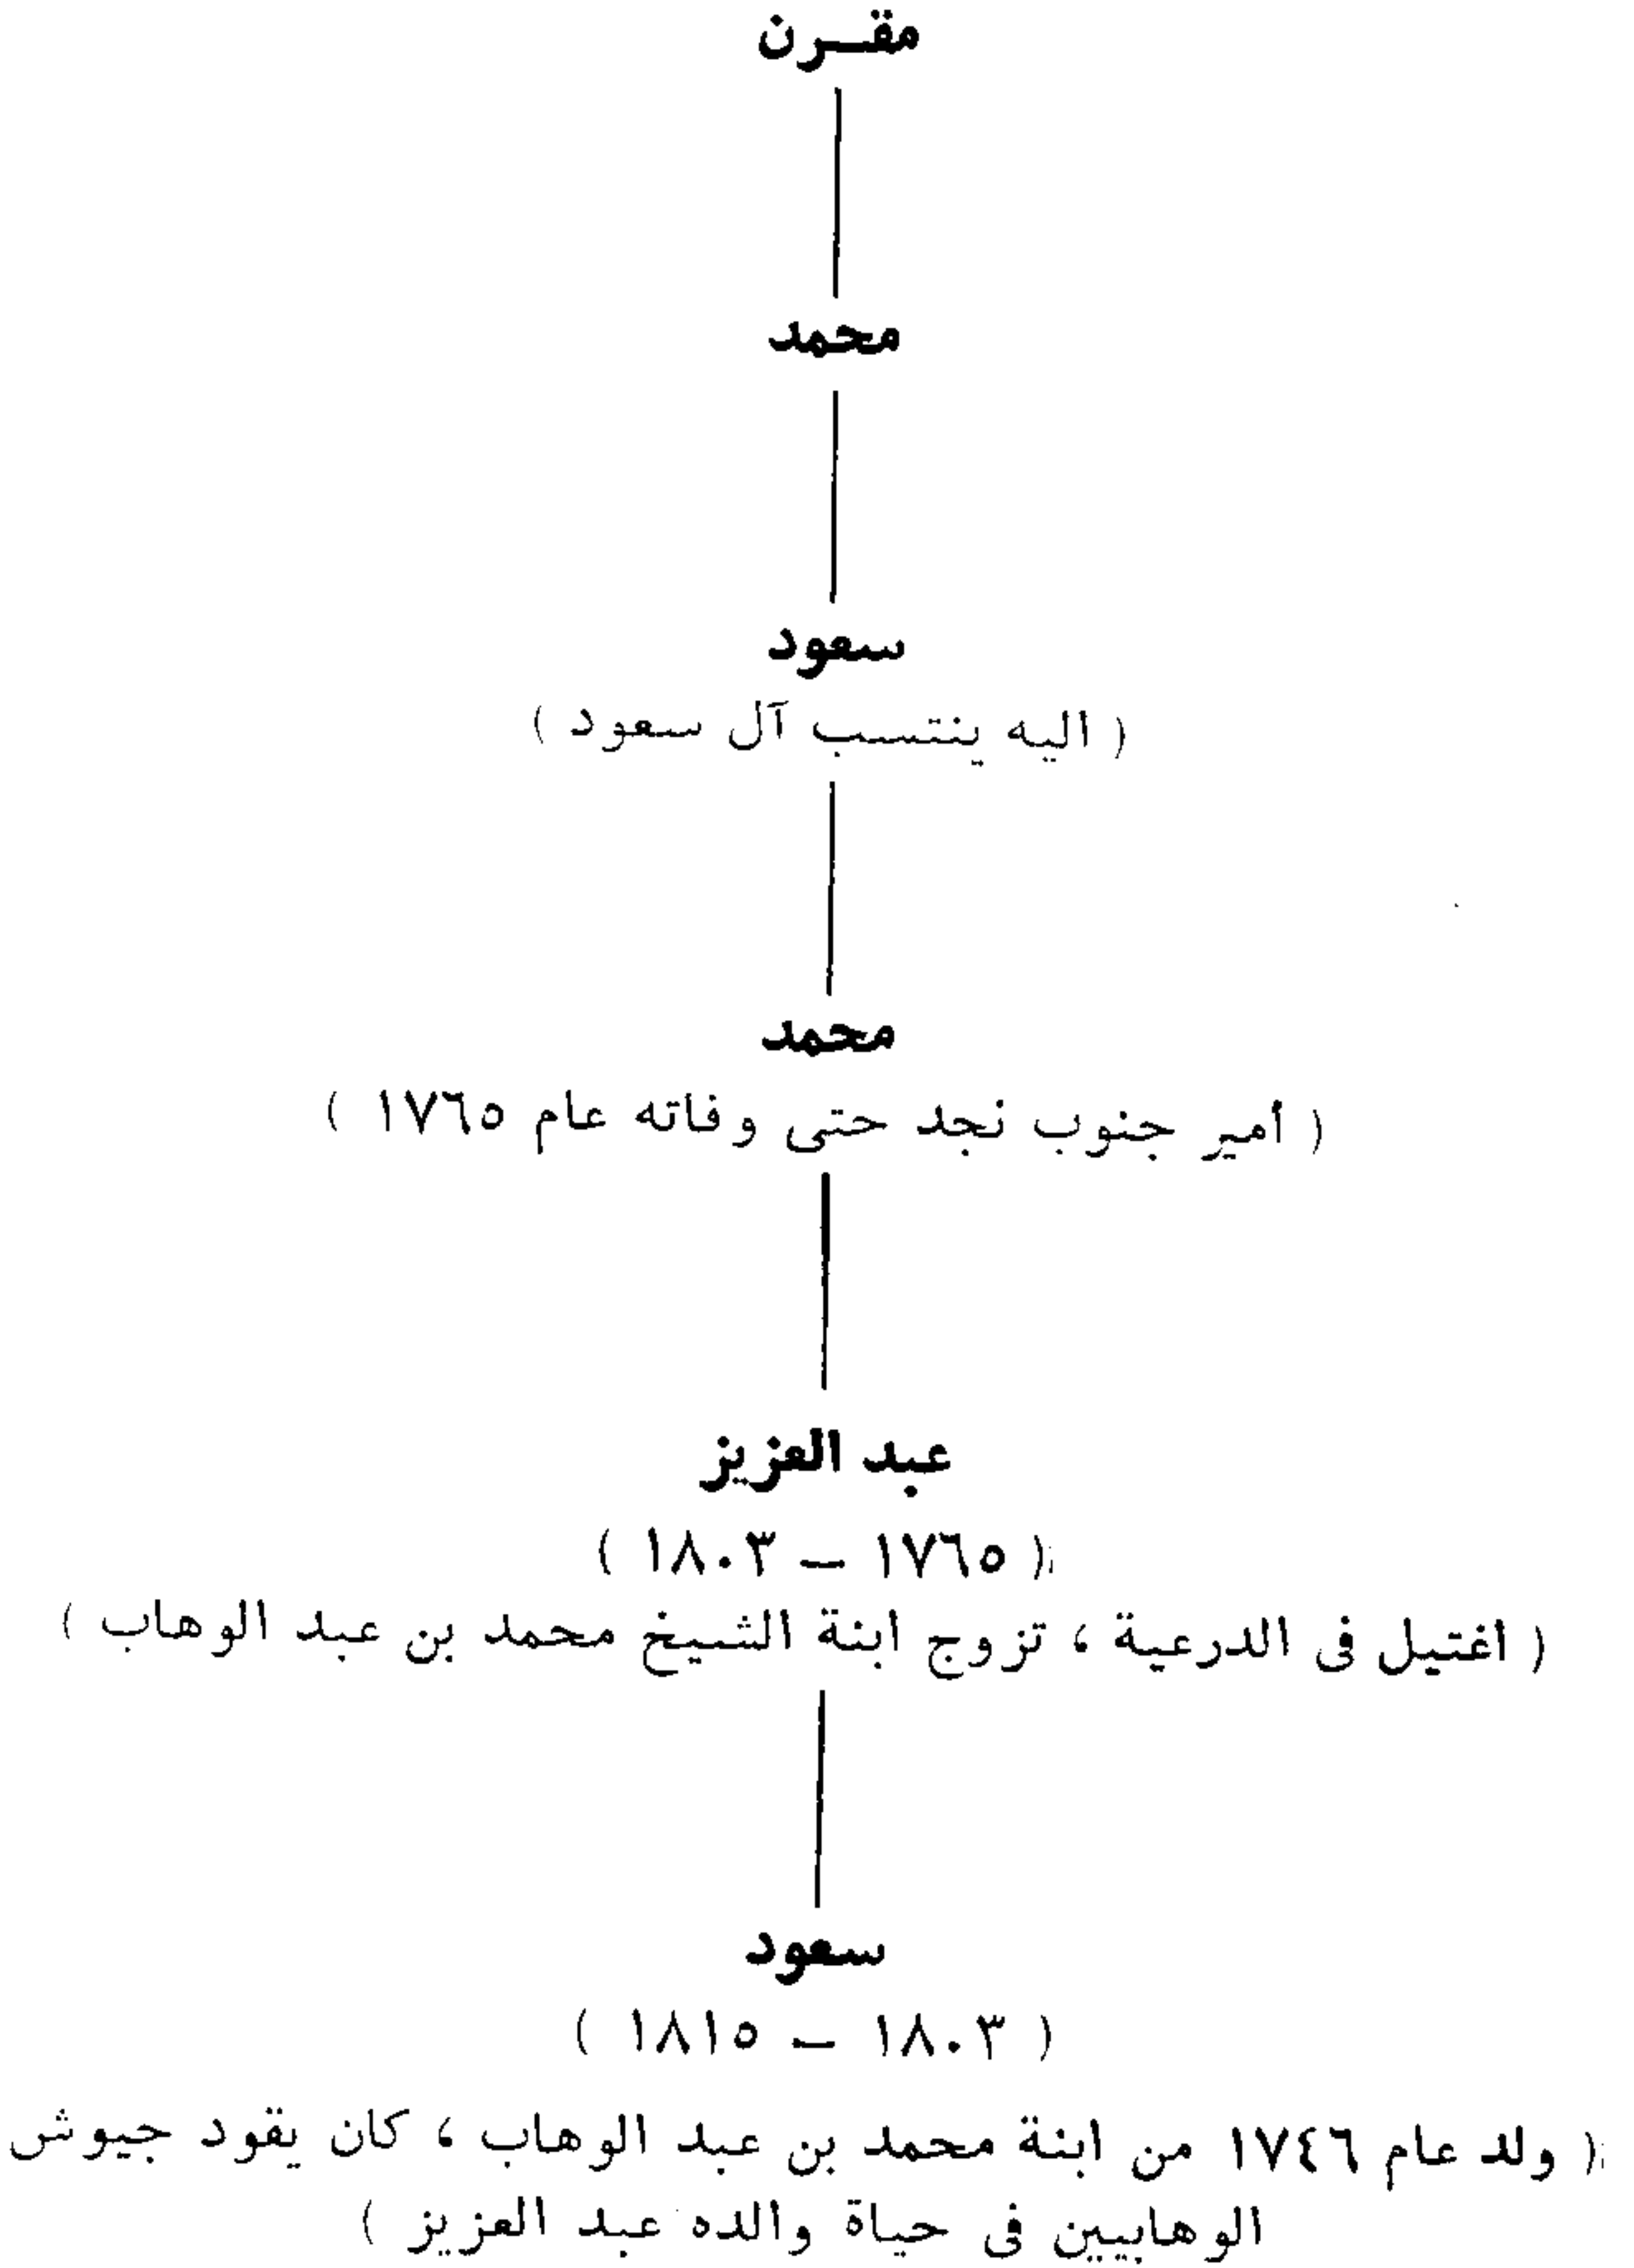 مقـرن
محمد
سعود
( اليه ينتسب آل سعود )
محمد
( أمير جنوب نجد حتى وفاته عام ١٧٦٥ )
عبد العزيز
( ١٧٦٥ – ١٨٠٣ )
( اغتيل فى الدرعية ، تزوج ابنة الشيخ محمد بن عبد الوهاب )
سعود
( ١٨٠٣ – ١٨١٥ )
( ولد عام ١٧٤٦ من ابنة محمد بن عبد الوهاب ، كان يقود جيوش
الوهابيين فى حياة والده عبد العزيز )